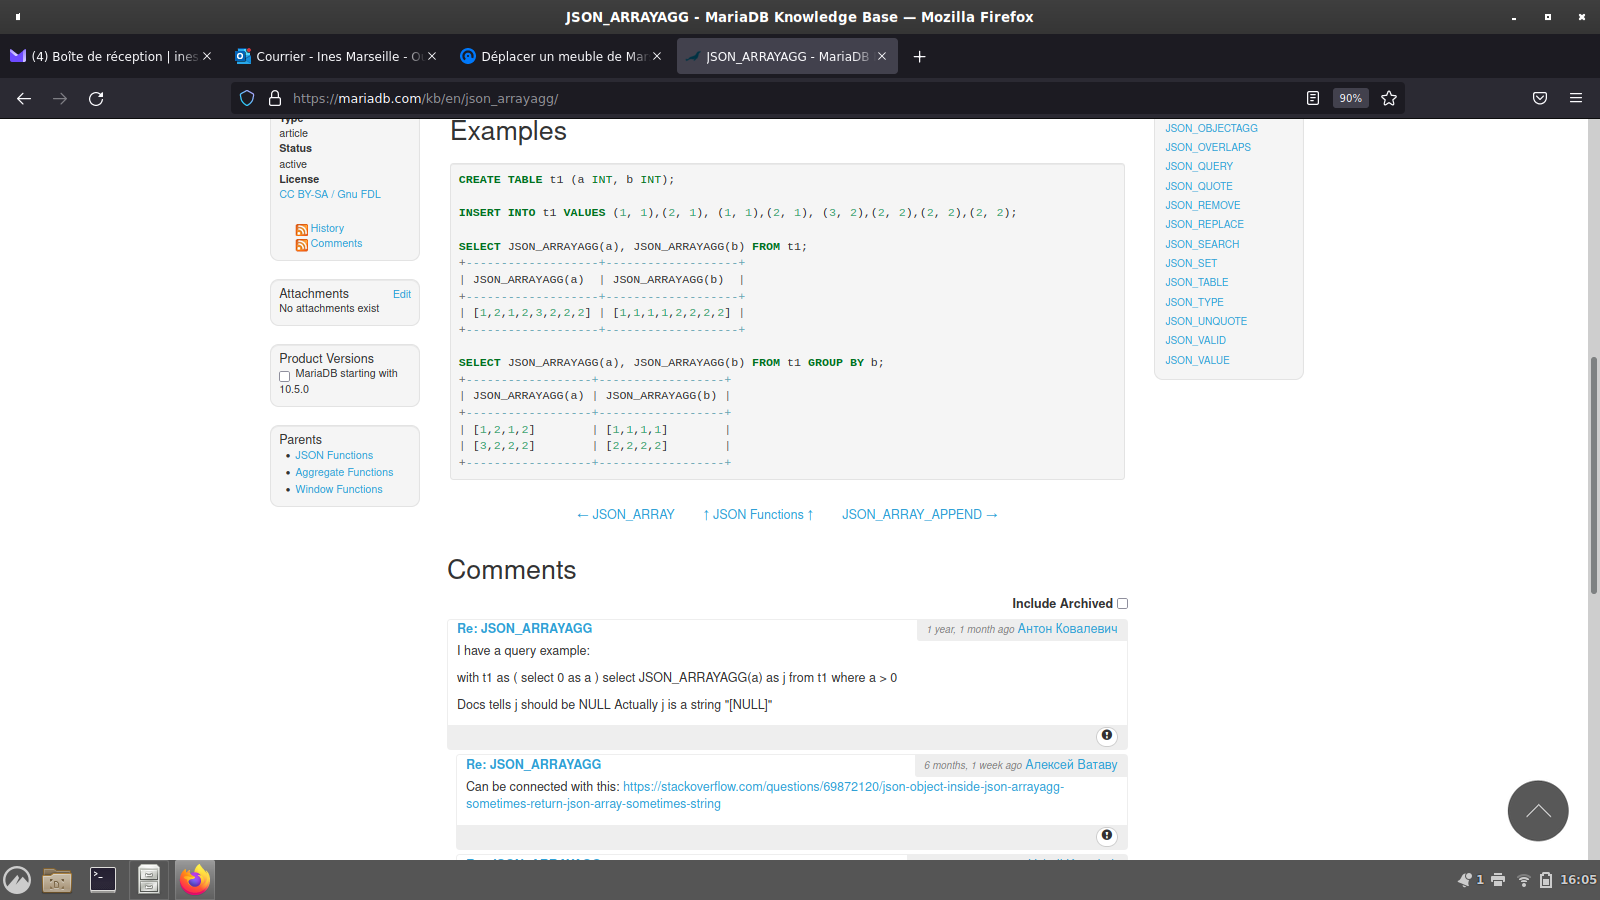 JSON_ARRAYAGG - MariaDB Knowledge Base — Mozilla Firefox
(4) Boîte de réception | ines
Courrier - Ines Marseille - O
Déplacer un meuble de Mar
JSON_ARRAYAGG - MariaDB
https://mariadb.com/kb/en/json_arrayagg/
90%
Type
article
Status
active
License
CC BY-SA / Gnu FDL
History
Comments
Attachments Edit
No attachments exist
Product Versions
MariaDB starting with
10.5.0
Parents
JSON Functions
Aggregate Functions
Window Functions
Examples
CREATE TABLE t1 (a INT, b INT);
INSERT INTO t1 VALUES (1, 1),(2, 1), (1, 1),(2, 1), (3, 2),(2, 2),(2, 2),(2, 2);
SELECT JSON_ARRAYAGG(a), JSON_ARRAYAGG(b) FROM t1;
+-------------------+-------------------+
| JSON_ARRAYAGG(a)  | JSON_ARRAYAGG(b)  |
+-------------------+-------------------+
| [1,2,1,2,3,2,2,2] | [1,1,1,1,2,2,2,2] |
+-------------------+-------------------+
SELECT JSON_ARRAYAGG(a), JSON_ARRAYAGG(b) FROM t1 GROUP BY b;
+------------------+------------------+
| JSON_ARRAYAGG(a) | JSON_ARRAYAGG(b) |
+------------------+------------------+
| [1,2,1,2]        | [1,1,1,1]        |
| [3,2,2,2]        | [2,2,2,2]        |
+------------------+------------------+
← JSON_ARRAY ↑ JSON Functions ↑ JSON_ARRAY_APPEND →
Comments
Include Archived
Re: JSON_ARRAYAGG
1 year, 1 month ago Антон Ковалевич
I have a query example:
with t1 as ( select 0 as a ) select JSON_ARRAYAGG(a) as j from t1 where a > 0
Docs tells j should be NULL Actually j is a string "[NULL]"
Re: JSON_ARRAYAGG
6 months, 1 week ago Алексей Ватаву
Can be connected with this: https://stackoverflow.com/questions/69872120/json-object-inside-json-arrayagg-
sometimes-return-json-array-sometimes-string
JSON_OBJECTAGG
JSON_OVERLAPS
JSON_QUERY
JSON_QUOTE
JSON_REMOVE
JSON_REPLACE
JSON_SEARCH
JSON_SET
JSON_TABLE
JSON_TYPE
JSON_UNQUOTE
JSON_VALID
JSON_VALUE
1
16:05